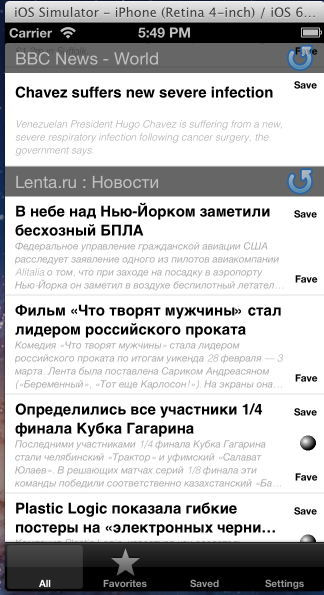 iOS Simulator - iPhone (Retina 4-inch) / iOS 6...
Carrier 5:49 PM
Fave
BBC News - World
Chavez suffers new severe infection
Save
Venezuelan President Hugo Chavez is suffering from a new,
severe respiratory infection following cancer surgery, the
government says.
Lenta.ru : Новости
В небе над Нью-Йорком заметили
бесхозный БПЛА
Save
Федеральное управление гражданской авиации США
расследует заявление одного из пилотов авиакомпании
Alitalia о том, что при заходе на посадку в аэропорту
Нью-Йорка он заметил в воздухе беспилотный летател...
Fave
Фильм «Что творят мужчины» стал
лидером российского проката
Save
Комедия «Что творят мужчины» стала лидером
российского проката по итогам уикенда 28 февраля — 3
марта. Лента была поставлена Сариком Андреасяном
(«Беременный», «Тот еще Карлосон!»). На экраны она...
Fave
Определились все участники 1/4
финала Кубка Гагарина
Save
Последними участниками 1/4 финала Кубка Гагарина
стали челябинский «Трактор» и уфимский «Салават
Юлаев». В решающих матчах серий 1/8 финала эти
команды победили соответственно казахстанский «Ба...
Fave
Plastic Logic показала гибкие
постеры на «электронных черни...
Save
All
Favorites
Saved
Settings